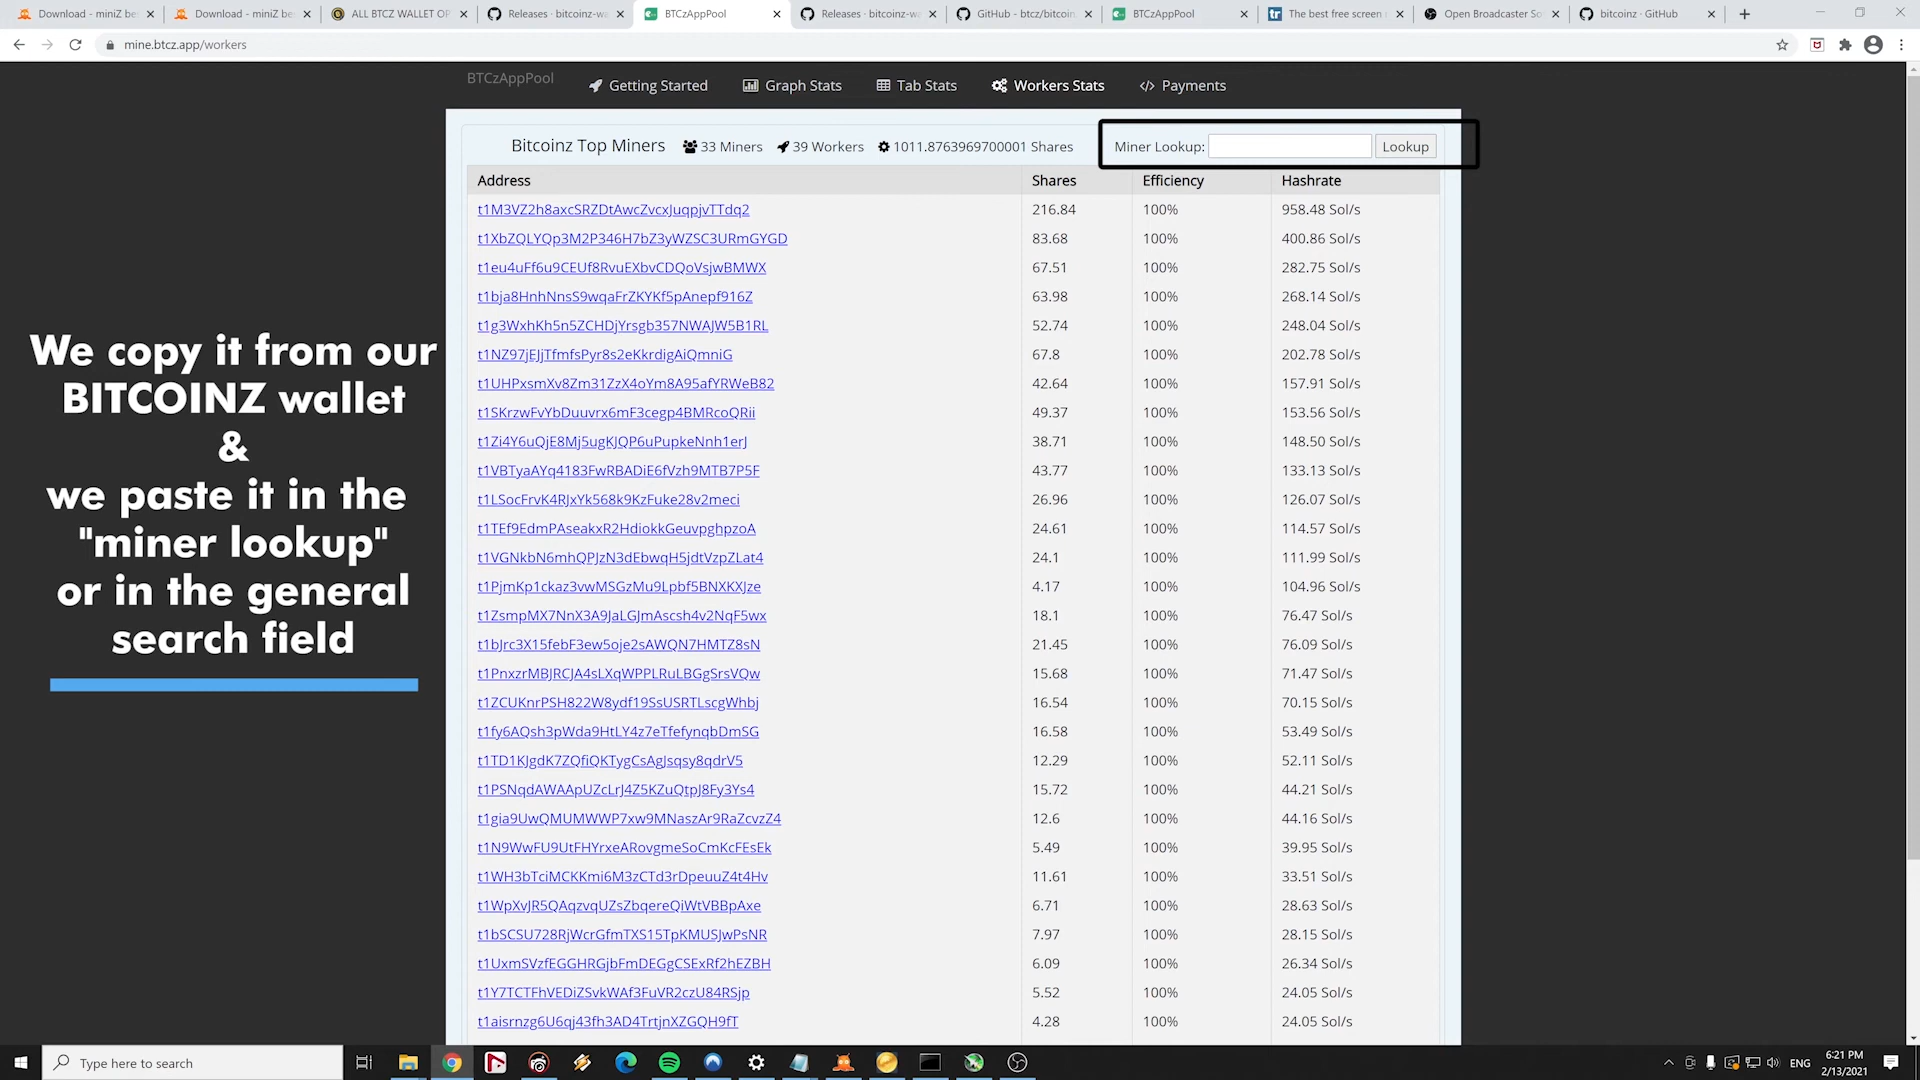 Download - miniZ be
Download - miniZ be
ALL BTCZ WALLET OP
Releases · bitcoinz-wa
BTCzAppPool
Releases · bitcoinz-wa
GitHub - btcz/bitcoin
BTCzAppPool
The best free screen
Open Broadcaster So
bitcoinz · GitHub
mine.btcz.app/workers
BTCzAppPool
Getting Started
Graph Stats
Tab Stats
Workers Stats
Payments
Bitcoinz Top Miners
33 Miners
39 Workers
1011.8763969700001 Shares
Miner Lookup:
Lookup
Address Shares Efficiency Hashrate
t1M3VZ2h8axcSRZDtAwcZvcxJuqpjvTTdq2 216.84 100% 958.48 Sol/s
t1XbZQLYQp3M2P346H7bZ3yWZSC3URmGYGD 83.68 100% 400.86 Sol/s
t1eu4uFf6u9CEUf8RvuEXbvCDQoVsjwBMWX 67.51 100% 282.75 Sol/s
t1bja8HnhNnsS9wqaFrZKYKf5pAnepf916Z 63.98 100% 268.14 Sol/s
t1g3WxhKh5n5ZCHDjYrsgb357NWAJW5B1RL 52.74 100% 248.04 Sol/s
t1NZ97jEJjTfmfsPyr8s2eKkrdigAiQmniG 67.8 100% 202.78 Sol/s
t1UHPxsmXv8Zm31ZzX4oYm8A95afYRWeB82 42.64 100% 157.91 Sol/s
t1SKrzwFvYbDuuvrx6mF3cegp4BMRcoQRii 49.37 100% 153.56 Sol/s
t1Zi4Y6uQjE8Mj5ugKJQP6uPupkeNnh1erJ 38.71 100% 148.50 Sol/s
t1VBTyaAYq4183FwRBADiE6fVzh9MTB7P5F 43.77 100% 133.13 Sol/s
t1LSocFrvK4RJxYk568k9KzFuke28v2meci 26.96 100% 126.07 Sol/s
t1TEf9EdmPAseakxR2HdiokkGeuvpghpzoA 24.61 100% 114.57 Sol/s
t1VGNkbN6mhQPJzN3dEbwqH5jdtVzpZLat4 24.1 100% 111.99 Sol/s
t1PjmKp1ckaz3vwMSGzMu9Lpbf5BNXKXJze 4.17 100% 104.96 Sol/s
t1ZsmpMX7NnX3A9JaLGJmAscsh4v2NqF5wx 18.1 100% 76.47 Sol/s
t1bJrc3X15febF3ew5oje2sAWQN7HMTZ8sN 21.45 100% 76.09 Sol/s
t1PnxzrMBJRCJA4sLXqWPPLRuLBGgSrsVQw 15.68 100% 71.47 Sol/s
t1ZCUKnrPSH822W8ydf19SsUSRTLscgWhbj 16.54 100% 70.15 Sol/s
t1fy6AQsh3pWda9HtLY4z7eTfefynqbDmSG 16.58 100% 53.49 Sol/s
t1TD1KJgdK7ZQfiQKTygCsAgJsqsy8qdrV5 12.29 100% 52.11 Sol/s
t1PSNqdAWAApUZcLrJ4Z5KZuQtpJ8Fy3Ys4 15.72 100% 44.21 Sol/s
t1gia9UwQMUMWWP7xw9MNaszAr9RaZcvzZ4 12.6 100% 44.16 Sol/s
t1N9WwFU9UtFHYrxeARovgmeSoCmKcFEsEk 5.49 100% 39.95 Sol/s
t1WH3bTciMCKKmi6M3zCTd3rDpeuuZ4t4Hv 11.61 100% 33.51 Sol/s
t1WpXvJR5QAqzvqUZsZbqereQiWtVBBpAxe 6.71 100% 28.63 Sol/s
t1bSCSU728RjWcrGfmTXS15TpKMUSJwPsNR 7.97 100% 28.15 Sol/s
t1UxmSVzfEGGHRGjbFmDEGgCSExRf2hEZBH 6.09 100% 26.34 Sol/s
t1Y7TCTFhVEDiZSvkWAf3FuVR2czU84RSjp 5.52 100% 24.05 Sol/s
t1aisrnzg6U6qj43fh3AD4TrtjnXZGQH9fT 4.28 100% 24.05 Sol/s
We copy it from our
BITCOINZ wallet
&
we paste it in the
"miner lookup"
or in the general
search field
Type here to search
ENG
6:21 PM
2/13/2021